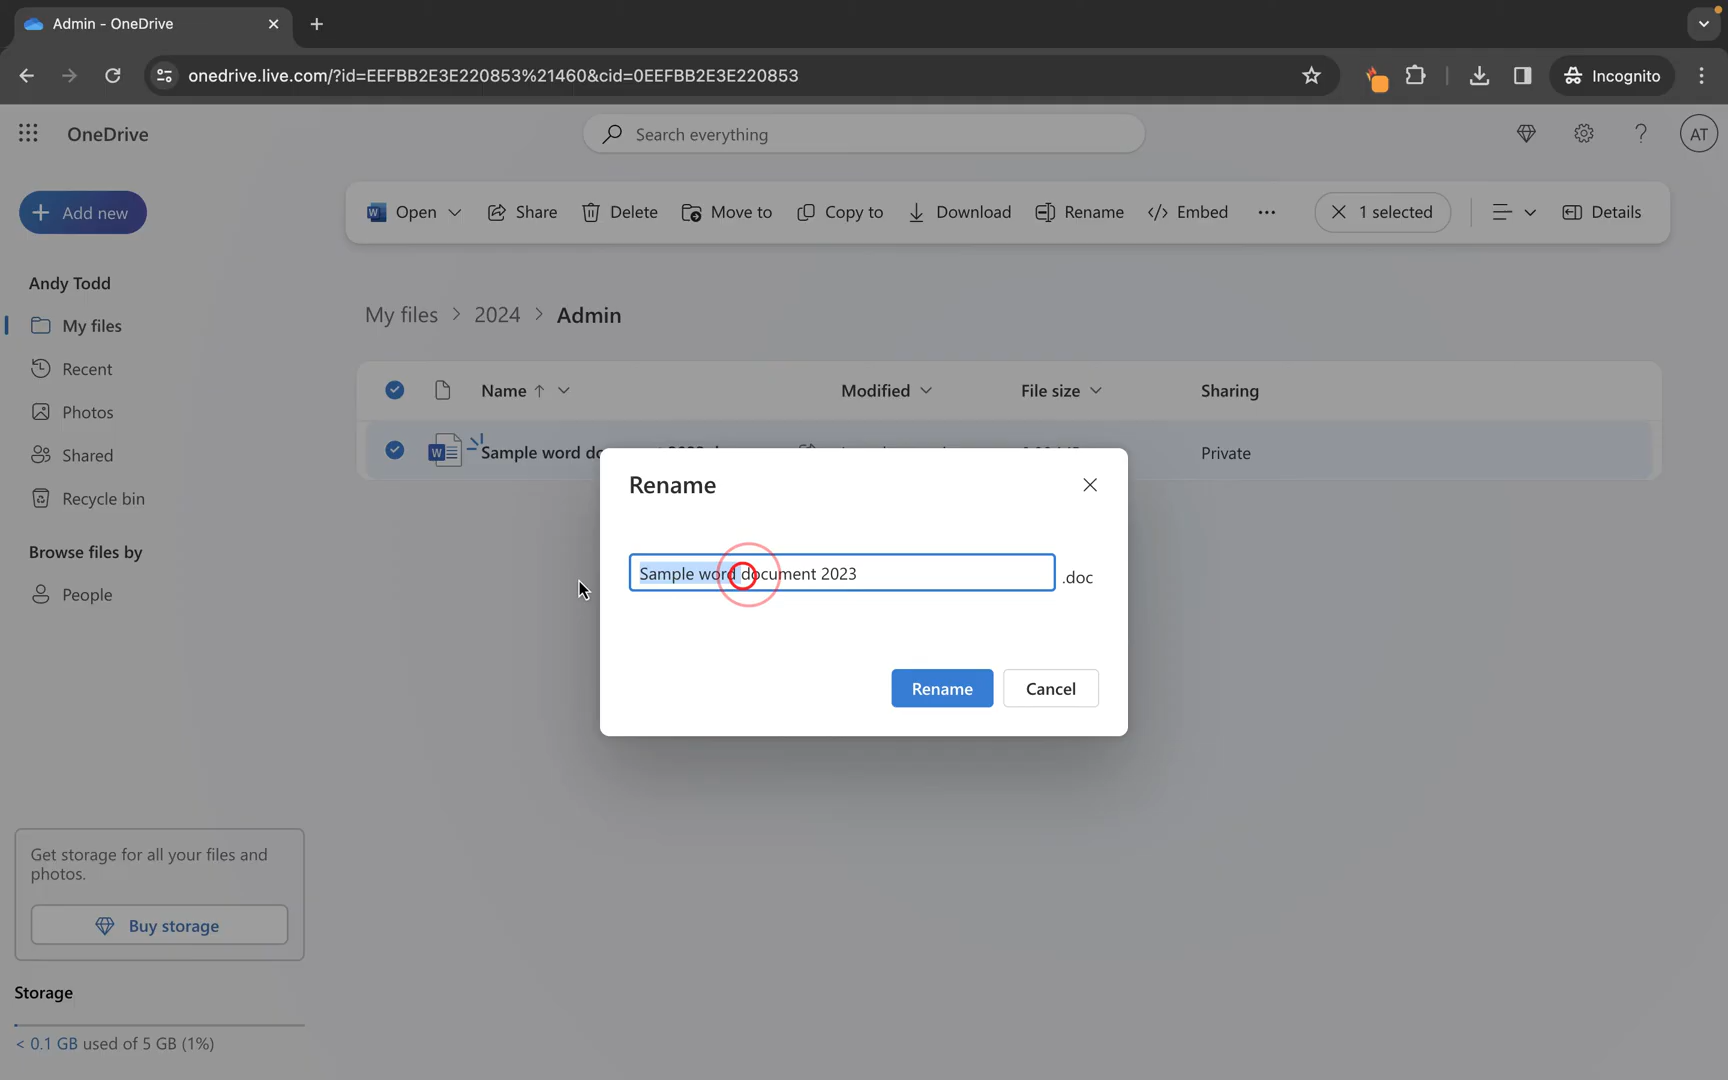 Admin - OneDrive
onedrive.live.com/?id=EEFBB2E3E220853%21460&cid=0EEFBB2E3E220853
Incognito
OneDrive
Search everything
AT
Add new
Open
Share
Delete
Move to
Copy to
Download
Rename
Embed
1 selected
Details
Andy Todd
My files
Recent
Photos
Shared
Recycle bin
Browse files by
People
My files > 2024 > Admin
Name
Modified
File size
Sharing
Sample word
Private
Rename
Sample word document 2023
.doc
Rename
Cancel
Get storage for all your files and
photos.
Buy storage
Storage
< 0.1 GB used of 5 GB (1%)